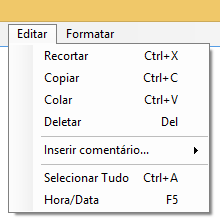 Editar Formatar
Recortar Ctrl+X
Copiar Ctrl+C
Colar Ctrl+V
Deletar Del
Inserir comentário...
Selecionar Tudo Ctrl+A
Hora/Data F5